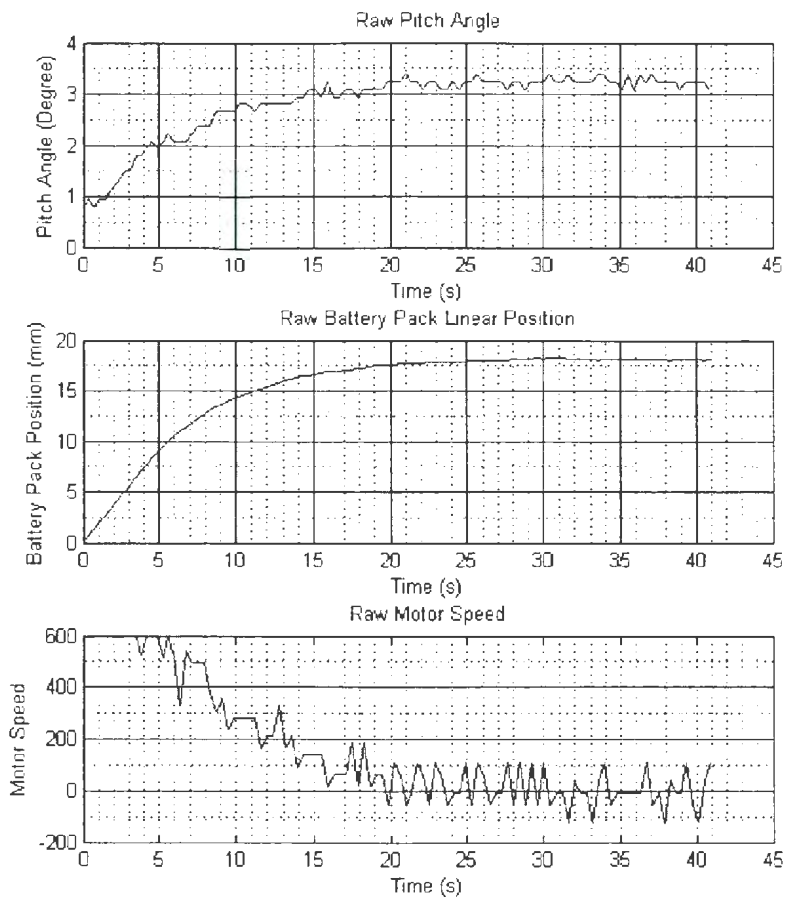 Raw Pitch Angle
Pitch Angle (Degree)
4
3
2
1
0
0 5 10 15 20 25 30 35 40 45
Time (s)
Raw Battery Pack Linear Position
Battery Pack Position (mm)
20
15
10
5
0
0 5 10 15 20 25 30 35 40 45
Time (s)
Raw Motor Speed
Motor Speed
600
400
200
0
-200
0 5 10 15 20 25 30 35 40 45
Time (s)